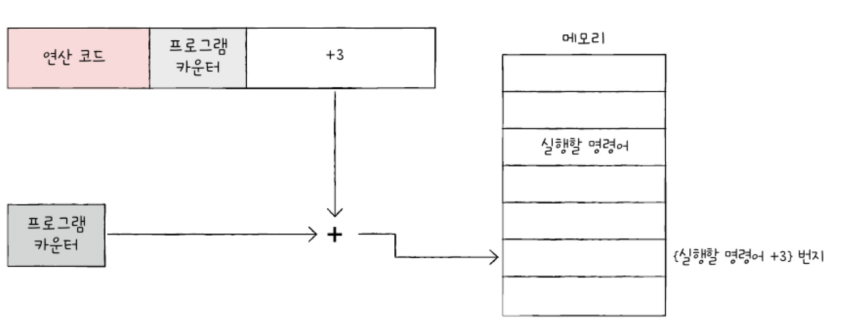 연산 코드
프로그램
카운터
+3
메모리
실행할 명령어
프로그램
카운터
+
{실행할 명령어 +3} 번지